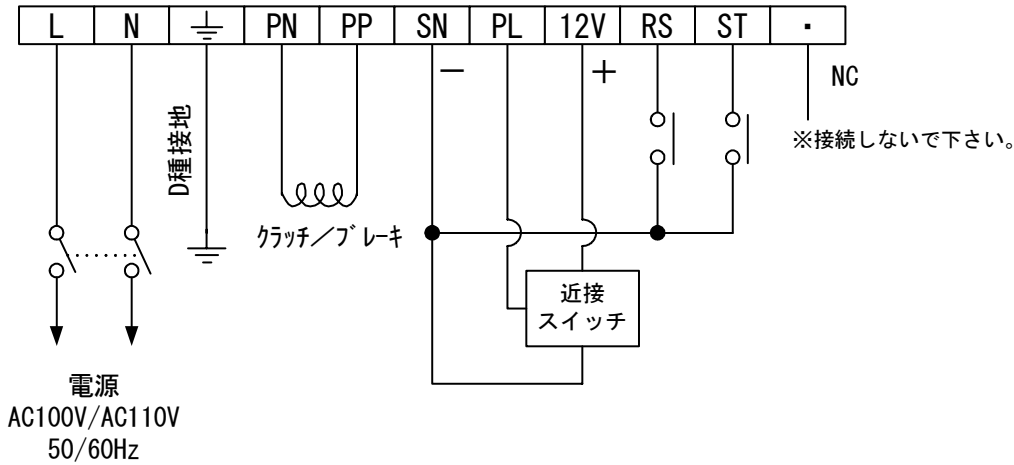 L N PN PP SN PL 12V RS ST ・
− +
NC
※接続しないで下さい。
D種接地
クラッチ/ブレーキ
近接
スイッチ
電源
AC100V/AC110V
50/60Hz